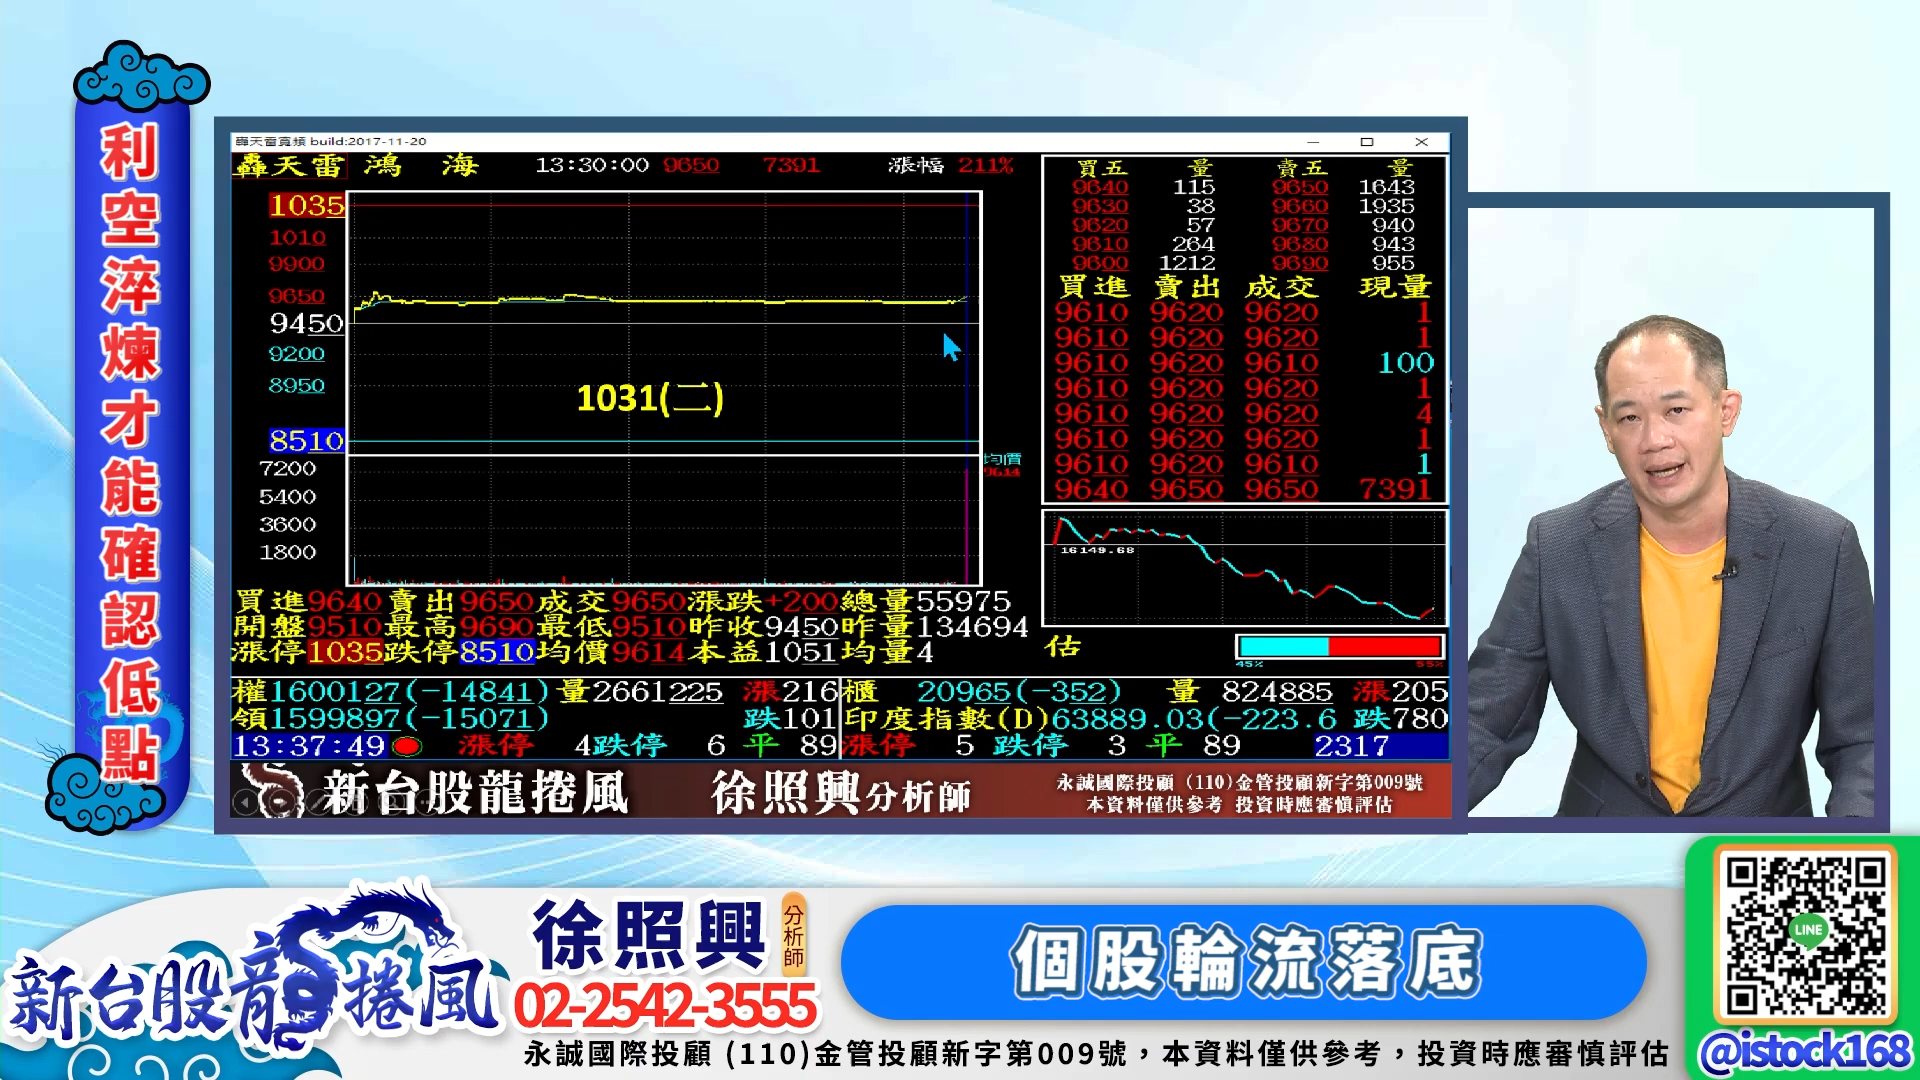 利空淬煉才能確認低點
轟天雷寬頻 build:2017-11-20
轟天雷 鴻 海 13:30:00 9650 7391 漲幅 211%
1035
1010
9900
9650
9450
9200
8950
8510
7200
5400
3600
1800
1031(二)
均價
9614
買五 量 賣五 量
9640 115 9650 1643
9630 38 9660 1935
9620 57 9670 940
9610 264 9680 943
9600 1212 9690 955
買進 賣出 成交 現量
9610 9620 9620 1
9610 9620 9620 1
9610 9620 9610 100
9610 9620 9620 1
9610 9620 9620 4
9610 9620 9620 1
9610 9620 9610 1
9640 9650 9650 7391
16149.68
買進9640賣出9650成交9650漲跌+200總量55975
開盤9510最高9690最低9510昨收9450昨量134694
漲停1035跌停8510均價9614本益1051均量4
估
45% 55%
權1600127(-14841)量2661225 漲216
領1599897(-15071) 跌101
13:37:49 漲停 4跌停 6 平 89
櫃 20965(-352) 量 824885 漲205
印度指數(D)63889.03(-223.6 跌780
漲停 5 跌停 3 平 89 2317
新台股龍捲風 徐照興分析師
永誠國際投顧 (110)金管投顧新字第009號
本資料僅供參考 投資時應審慎評估
新台股龍捲風
徐照興
分析師
02-2542-3555
個股輪流落底
永誠國際投顧 (110)金管投顧新字第009號，本資料僅供參考，投資時應審慎評估
LINE
@istock168